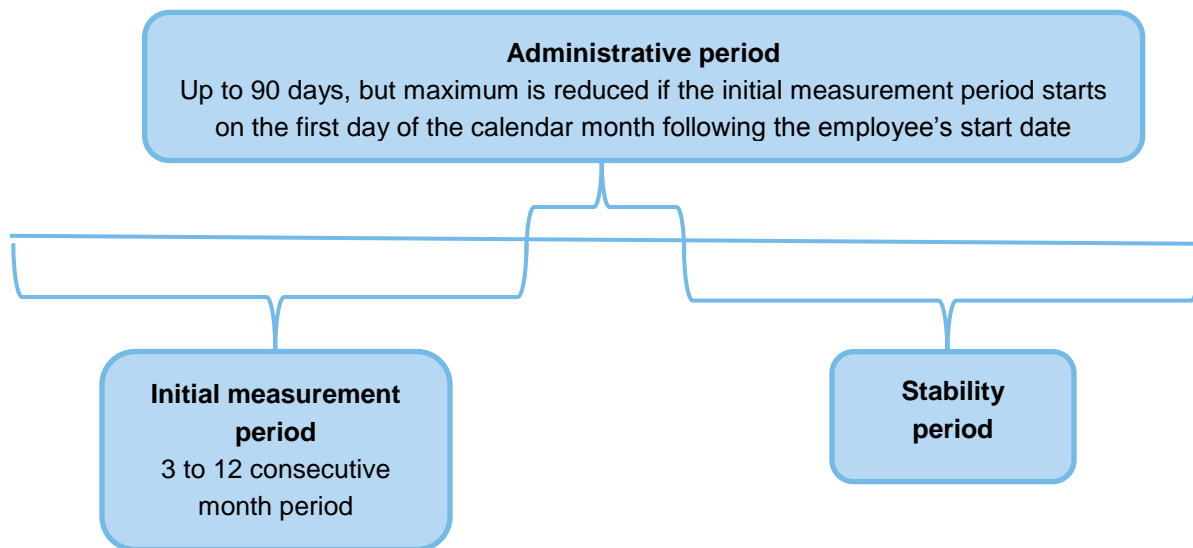 Administrative period
Up to 90 days, but maximum is reduced if the initial measurement period starts
on the first day of the calendar month following the employee’s start date
Initial measurement
period
3 to 12 consecutive
month period
Stability
period